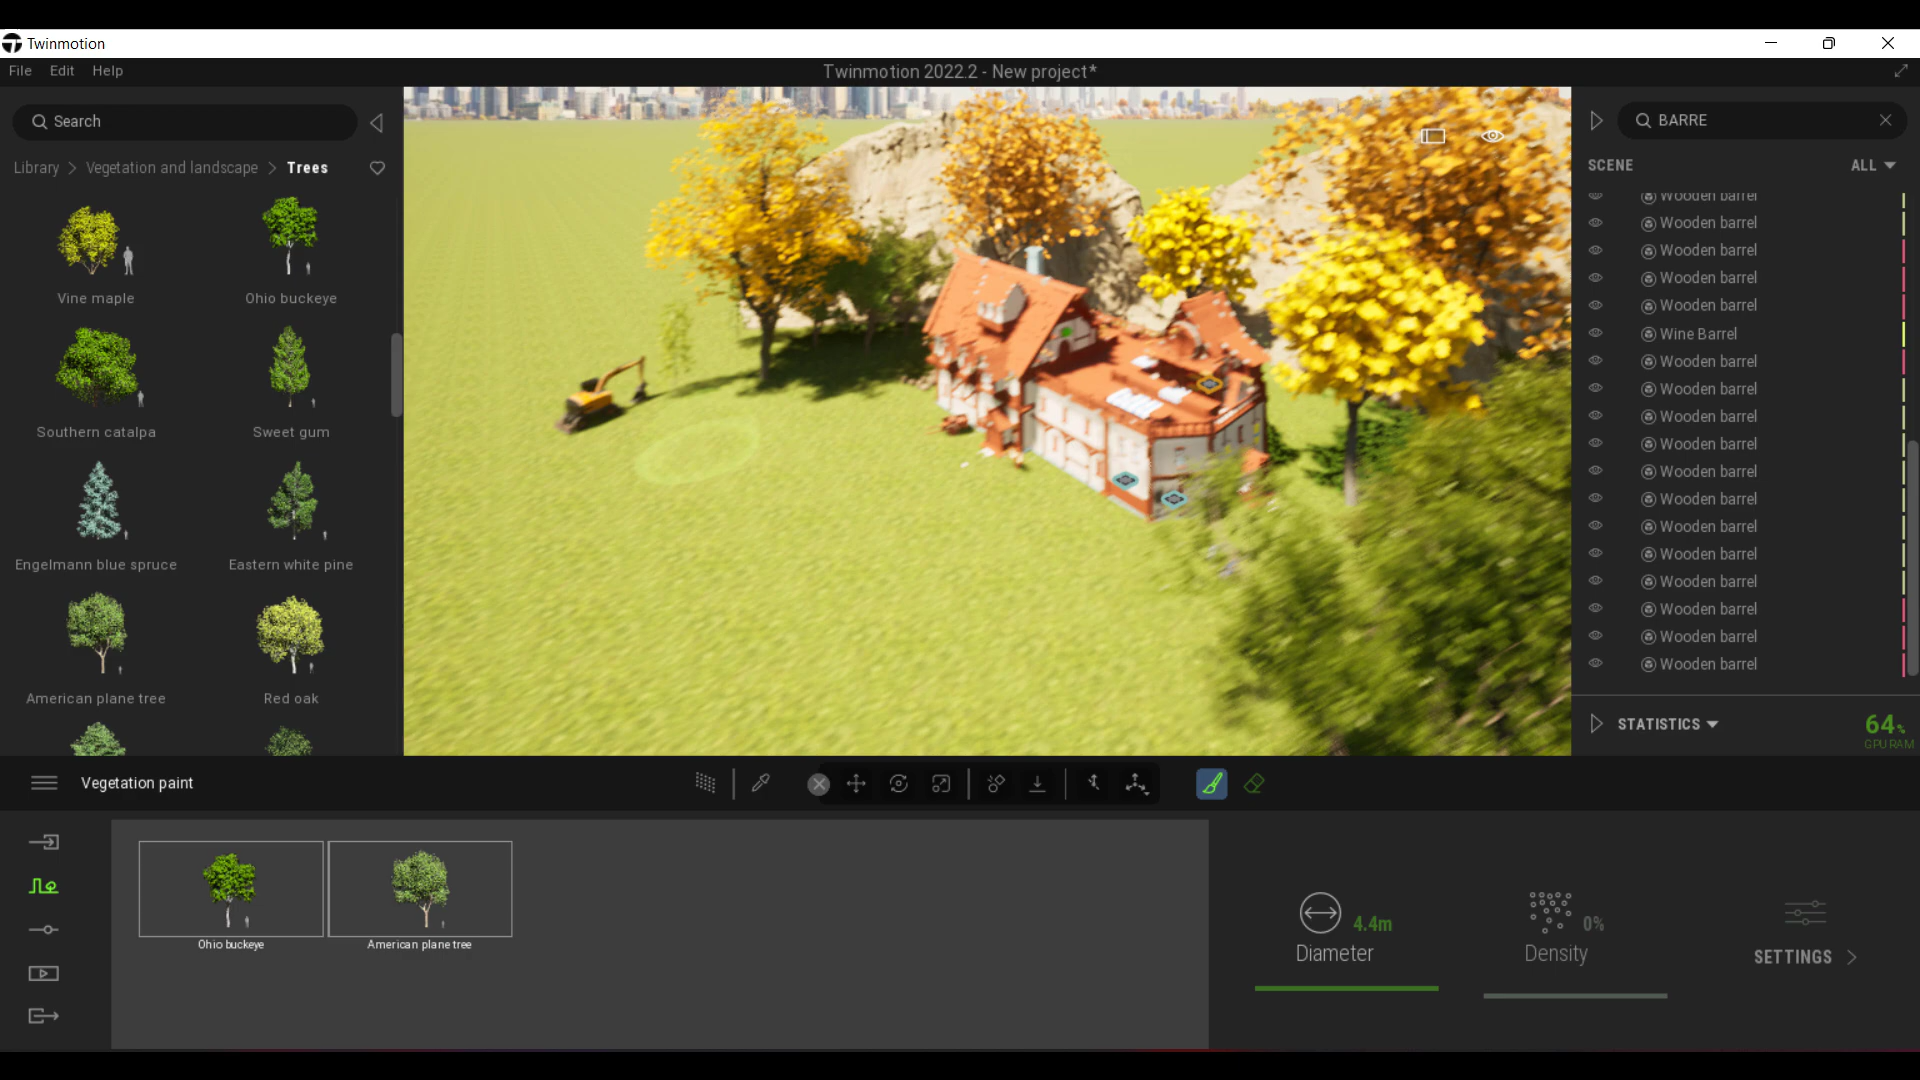 Twinmotion
File Edit Help
Twinmotion 2022.2 - New project*
Search
Library > Vegetation and landscape > Trees
Vine maple
Ohio buckeye
Southern catalpa
Sweet gum
Engelmann blue spruce
Eastern white pine
American plane tree
Red oak
BARRE
SCENE
ALL
Wooden barrel
Wooden barrel
Wooden barrel
Wooden barrel
Wooden barrel
Wine Barrel
Wooden barrel
Wooden barrel
Wooden barrel
Wooden barrel
Wooden barrel
Wooden barrel
Wooden barrel
Wooden barrel
Wooden barrel
Wooden barrel
Wooden barrel
Wooden barrel
STATISTICS
64%
GPU RAM
Vegetation paint
Ohio buckeye
American plane tree
4.4m
Diameter
0%
Density
SETTINGS >